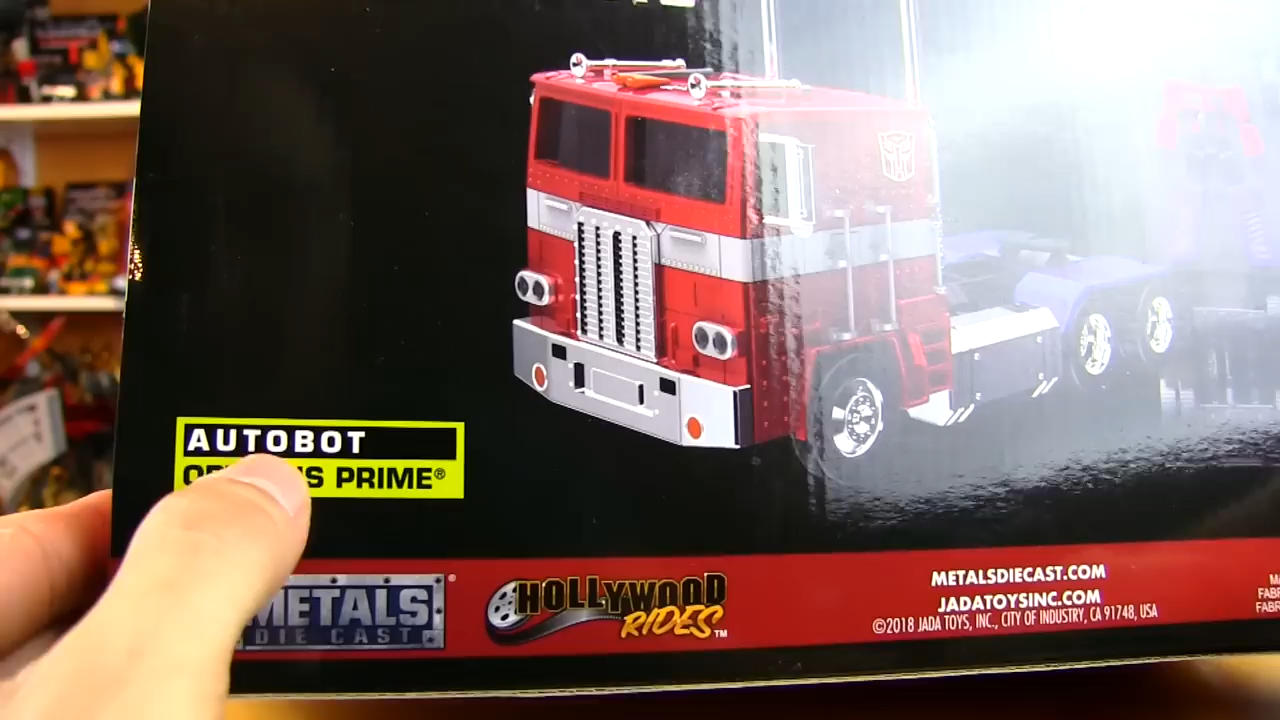 AUTOBOT
PRIME®
METALS
DIE CAST
HOLLYWOOD
RIDES™
METALSDIECAST.COM
JADATOYSINC.COM
©2018 JADA TOYS, INC., CITY OF INDUSTRY, CA 91748, USA